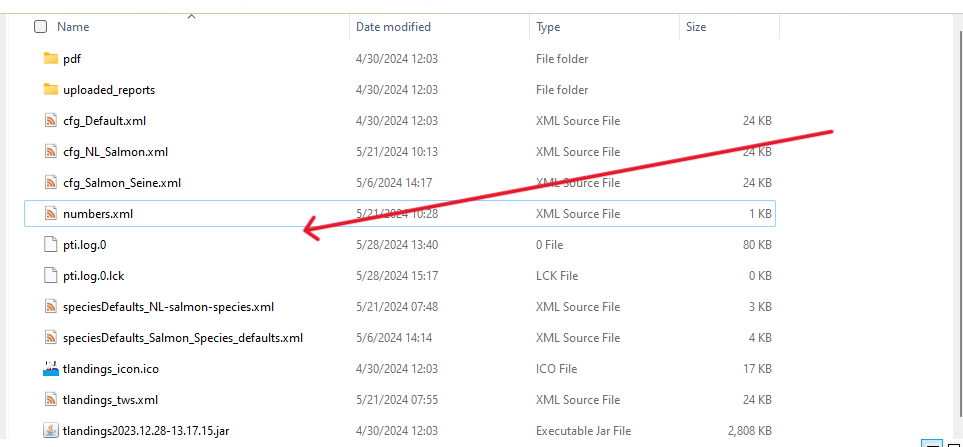 Name Date modified Type Size
pdf 4/30/2024 12:03 File folder
uploaded_reports 4/30/2024 12:03 File folder
cfg_Default.xml 4/30/2024 12:03 XML Source File 24 KB
cfg_NL_Salmon.xml 5/21/2024 10:13 XML Source File 24 KB
cfg_Salmon_Seine.xml 5/6/2024 14:17 XML Source File 24 KB
numbers.xml 5/21/2024 10:28 XML Source File 1 KB
pti.log.0 5/28/2024 13:40 0 File 80 KB
pti.log.0.lck 5/28/2024 15:17 LCK File 0 KB
speciesDefaults_NL-salmon-species.xml 5/21/2024 07:48 XML Source File 3 KB
speciesDefaults_Salmon_Species_defaults.xml 5/6/2024 14:14 XML Source File 4 KB
tlandings_icon.ico 4/30/2024 12:03 ICO File 17 KB
tlandings_tws.xml 5/21/2024 07:55 XML Source File 24 KB
tlandings2023.12.28-13.17.15.jar 4/30/2024 12:03 Executable Jar File 2,808 KB